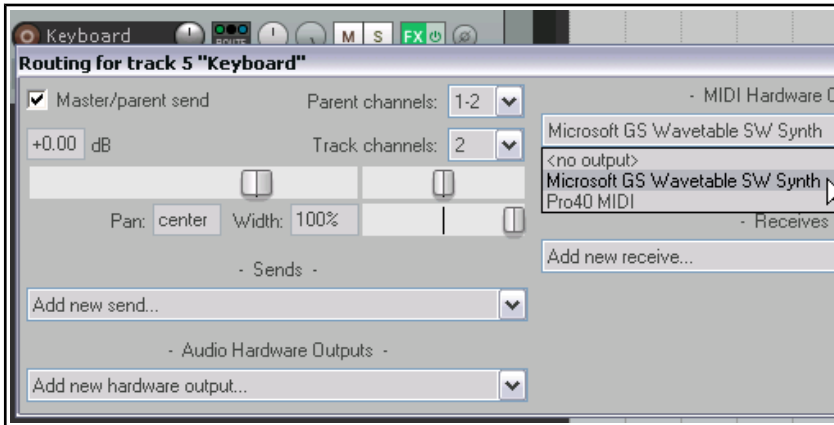 Keyboard
ROUTE
M
S
FX
Routing for track 5 "Keyboard"
Master/parent send
Parent channels: 1-2
+0.00 dB
Track channels: 2
Pan: center Width: 100%
- Sends -
Add new send...
- Audio Hardware Outputs -
Add new hardware output...
- MIDI Hardware O
Microsoft GS Wavetable SW Synth
<no output>
Microsoft GS Wavetable SW Synth
Pro40 MIDI
- Receives
Add new receive...